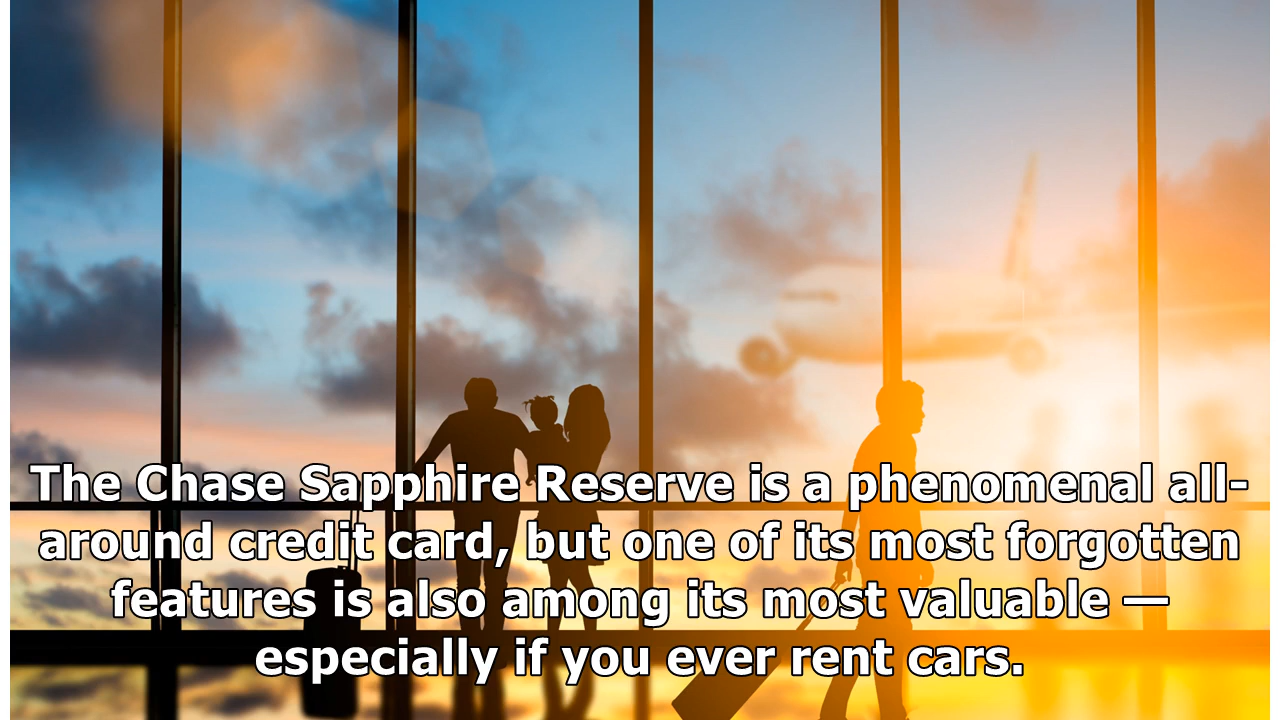 The Chase Sapphire Reserve is a phenomenal all-
around credit card, but one of its most forgotten
features is also among its most valuable —
especially if you ever rent cars.